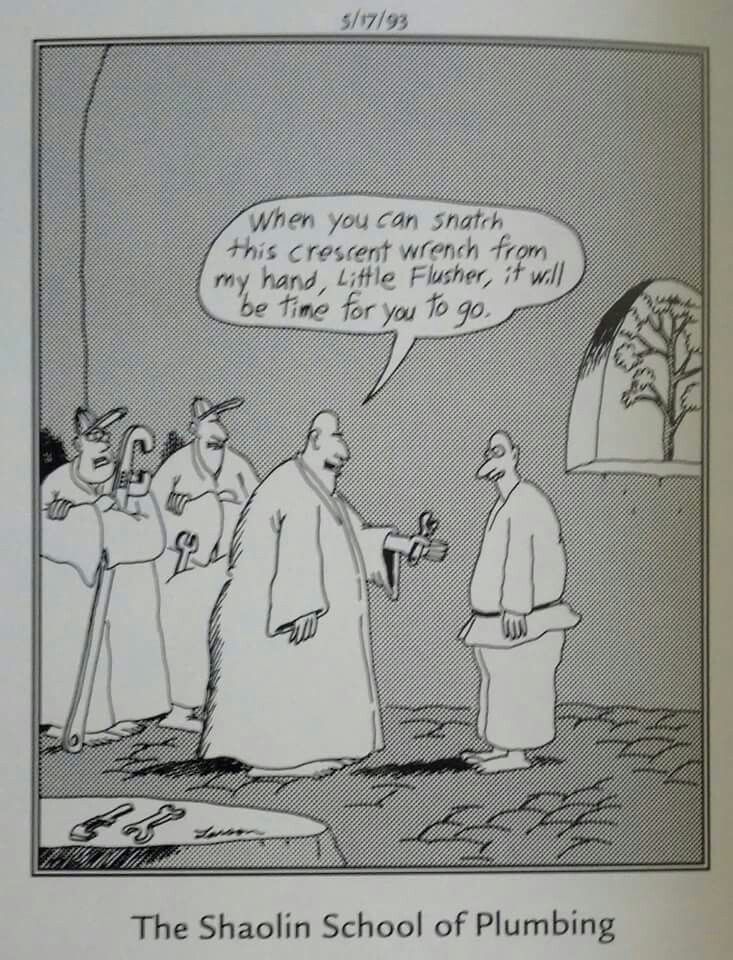 5/17/93
When you can snatch
this crescent wrench from
my hand, Little Flusher, it will
be time for you to go.
Larson
The Shaolin School of Plumbing